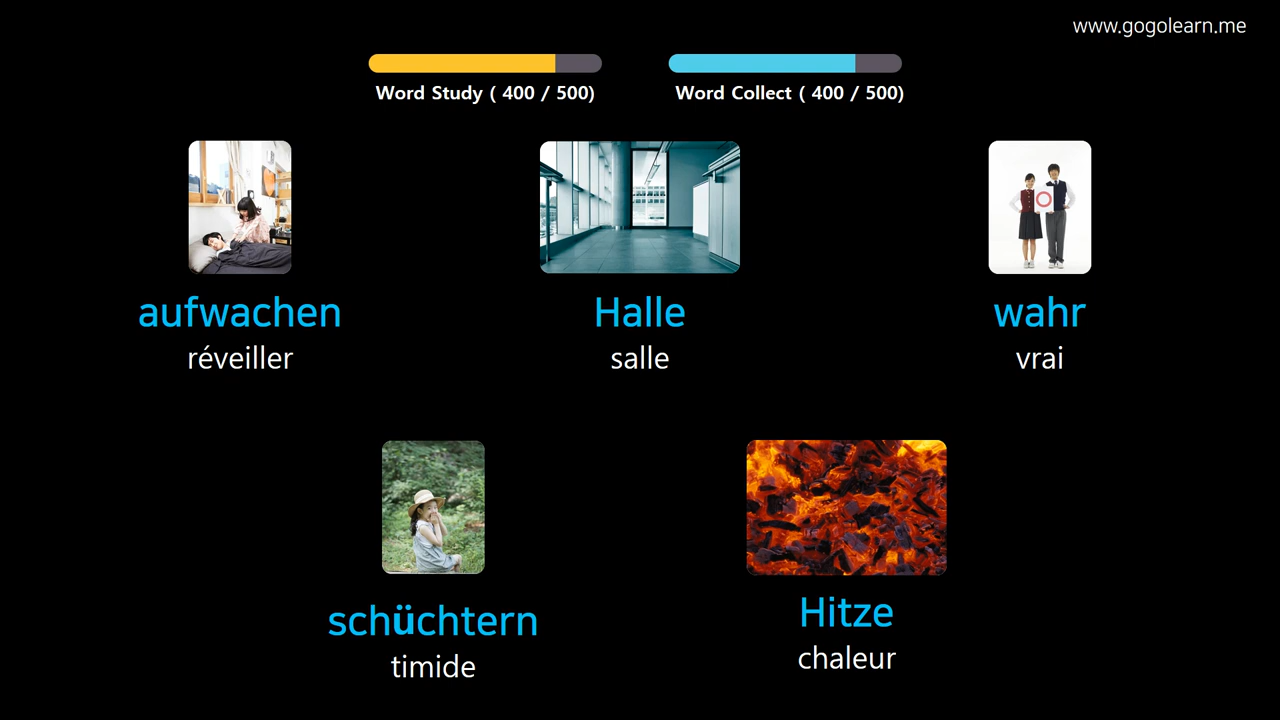 www.gogolearn.me
Word Study ( 400 / 500)
Word Collect ( 400 / 500)
aufwachen
réveiller
Halle
salle
wahr
vrai
schüchtern
timide
Hitze
chaleur